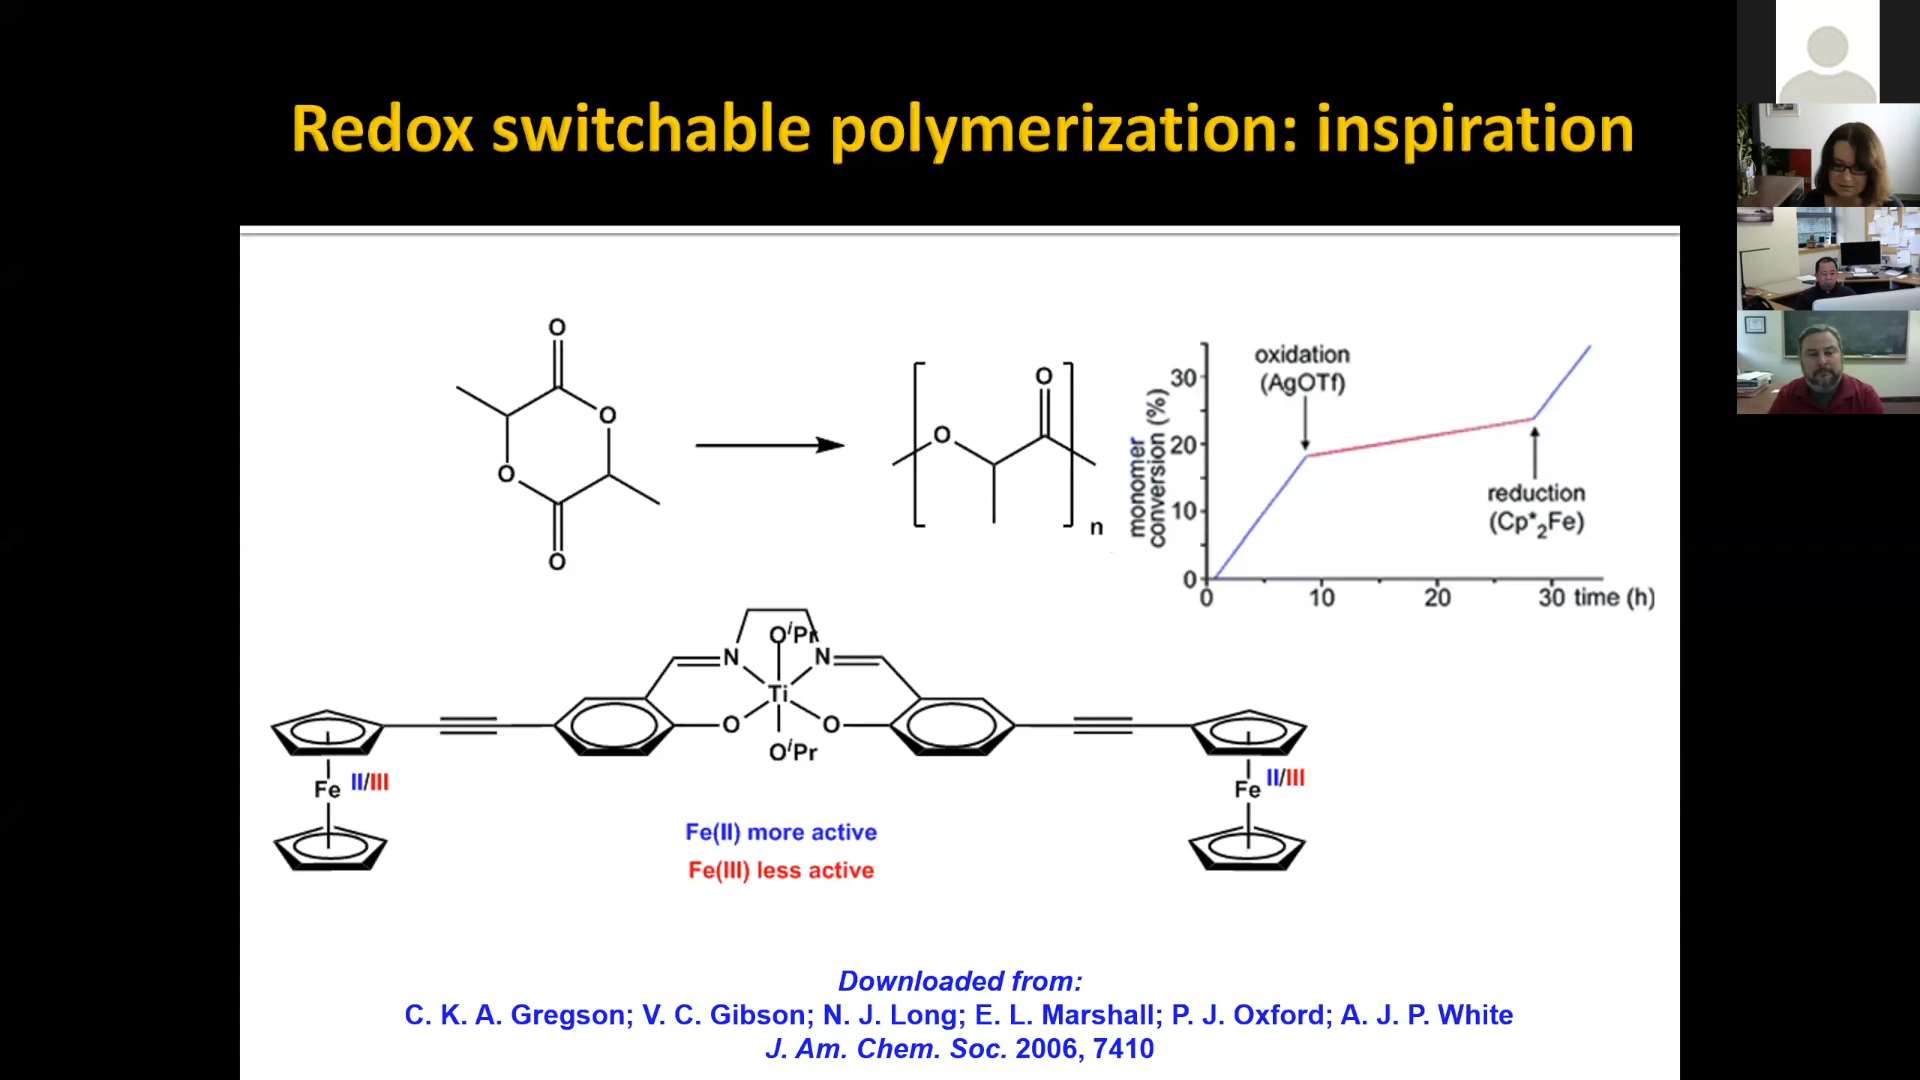 Redox switchable polymerization: inspiration
O
O
O
O
O
O
n
oxidation
(AgOTf)
reduction
(Cp*2Fe)
monomer
conversion (%)
30
20
10
0
0 10 20 30 time (h)
OiPr
N N
Ti
O O
OiPr
Fe II/III
Fe II/III
Fe(II) more active
Fe(III) less active
Downloaded from:
C. K. A. Gregson; V. C. Gibson; N. J. Long; E. L. Marshall; P. J. Oxford; A. J. P. White
J. Am. Chem. Soc. 2006, 7410